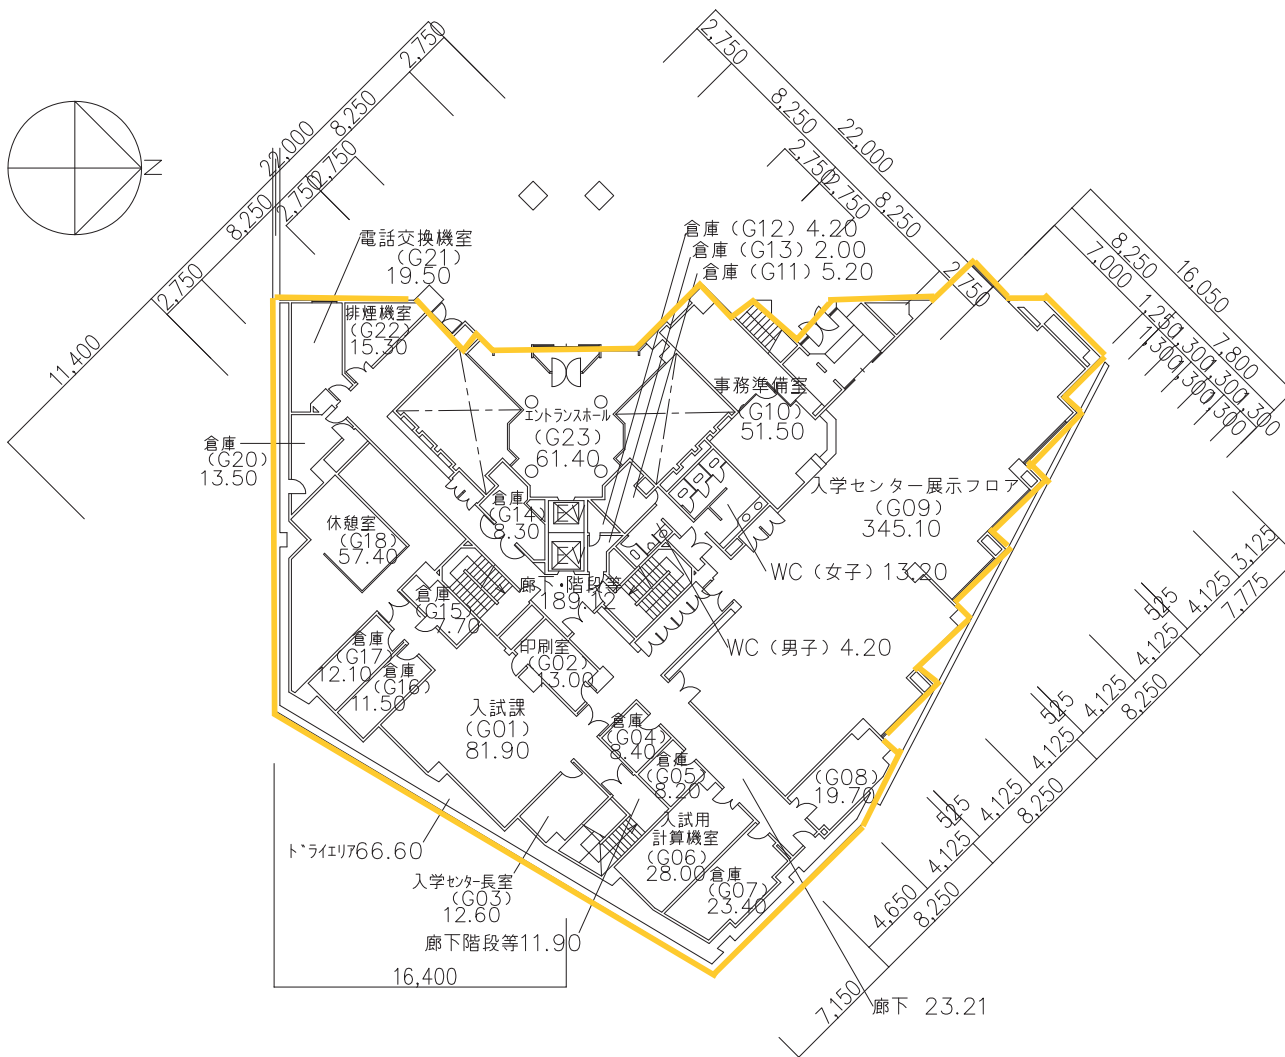 2,750
8,250
22,000
2,750
2,750
8,250
2,750
11,400
N
2,750
8,250
22,000
2,750
2,750
8,250
2,750
8,250
16,050
7,000
1,250
1,300
1,300
1,300
1,300
1,300
1,300
7,800
電話交換機室
(G21)
19.50
倉庫 (G12) 4.20
倉庫 (G13) 2.00
倉庫 (G11) 5.20
排煙機室
(G22)
15.30
エントランスホール
(G23)
61.40
事務準備室
(G10)
51.50
倉庫
(G20)
13.50
入学センター展示フロア
(G09)
345.10
倉庫
(G14)
8.30
休憩室
(G18)
57.40
廊下・階段等
189.12
倉庫
(G15)
WC (女子) 13.20
WC (男子) 4.20
印刷室
(G02)
13.00
倉庫
(G17)
12.10
倉庫
(G16)
11.50
入試課
(G01)
81.90
倉庫
(G04)
8.40
倉庫
(G05)
8.20
(G08)
19.70
入試用
計算機室
(G06)
28.00
倉庫
(G07)
23.40
ドライエリア66.60
入学センター長室
(G03)
12.60
廊下階段等11.90
16,400
廊下 23.21
3,125
4,125
7,775
525
4,125
4,125
8,250
525
4,125
4,125
8,250
525
4,125
4,650
8,250
7,150